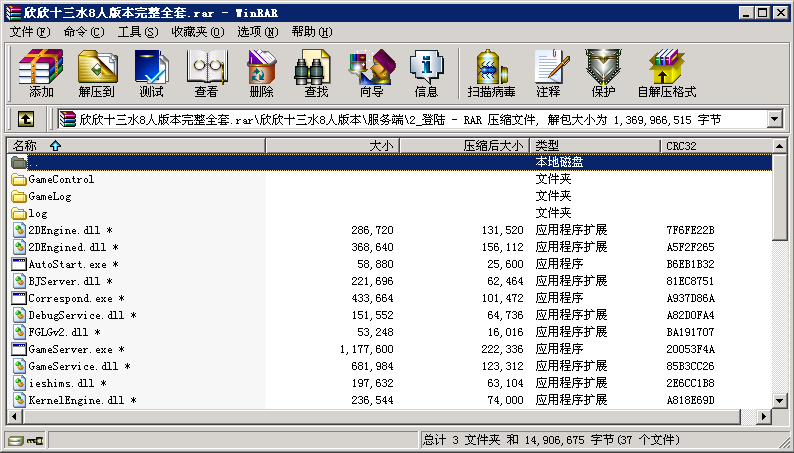 欣欣十三水8人版本完整全套.rar - WinRAR
文件(F) 命令(C) 工具(S) 收藏夹(O) 选项(N) 帮助(H)
添加 解压到 测试 查看 删除 查找 向导 信息 扫描病毒 注释 保护 自解压格式
欣欣十三水8人版本完整全套.rar\欣欣十三水8人版本\服务端\2_登陆 - RAR 压缩文件, 解包大小为 1,369,966,515 字节
名称 大小 压缩后大小 类型 CRC32
.. 本地磁盘
GameControl 文件夹
GameLog 文件夹
log 文件夹
2DEngine.dll * 286,720 131,520 应用程序扩展 7F6FE22B
2DEngined.dll * 368,640 156,112 应用程序扩展 A5F2F265
AutoStart.exe * 58,880 25,600 应用程序 B6EB1B32
BJServer.dll * 221,696 62,464 应用程序扩展 81EC8751
Correspond.exe * 433,664 101,472 应用程序 A937D86A
DebugService.dll * 151,552 64,736 应用程序扩展 A82D0FA4
FGLGv2.dll * 53,248 16,016 应用程序扩展 BA191707
GameServer.exe * 1,177,600 222,336 应用程序 20053F4A
GameService.dll * 681,984 123,312 应用程序扩展 85B3CC26
ieshims.dll * 197,632 63,104 应用程序扩展 2E6CC1B8
KernelEngine.dll * 236,544 74,000 应用程序扩展 A818E69D
总计 3 文件夹 和 14,906,675 字节(37 个文件)